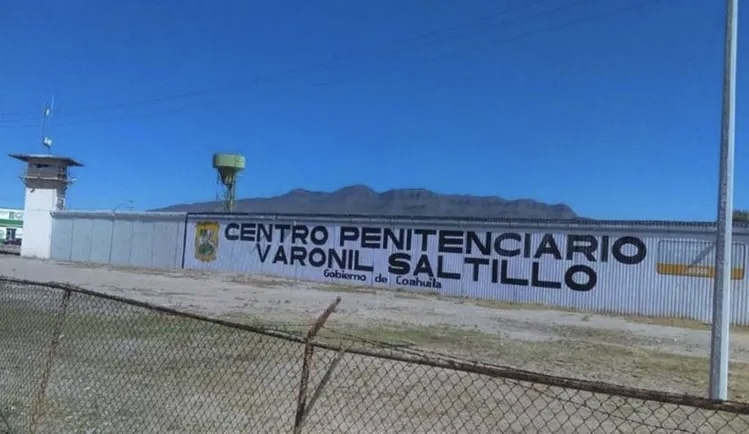 CENTRO PENITENCIARIO
VARONIL SALTILLO
Gobierno de Coahuila